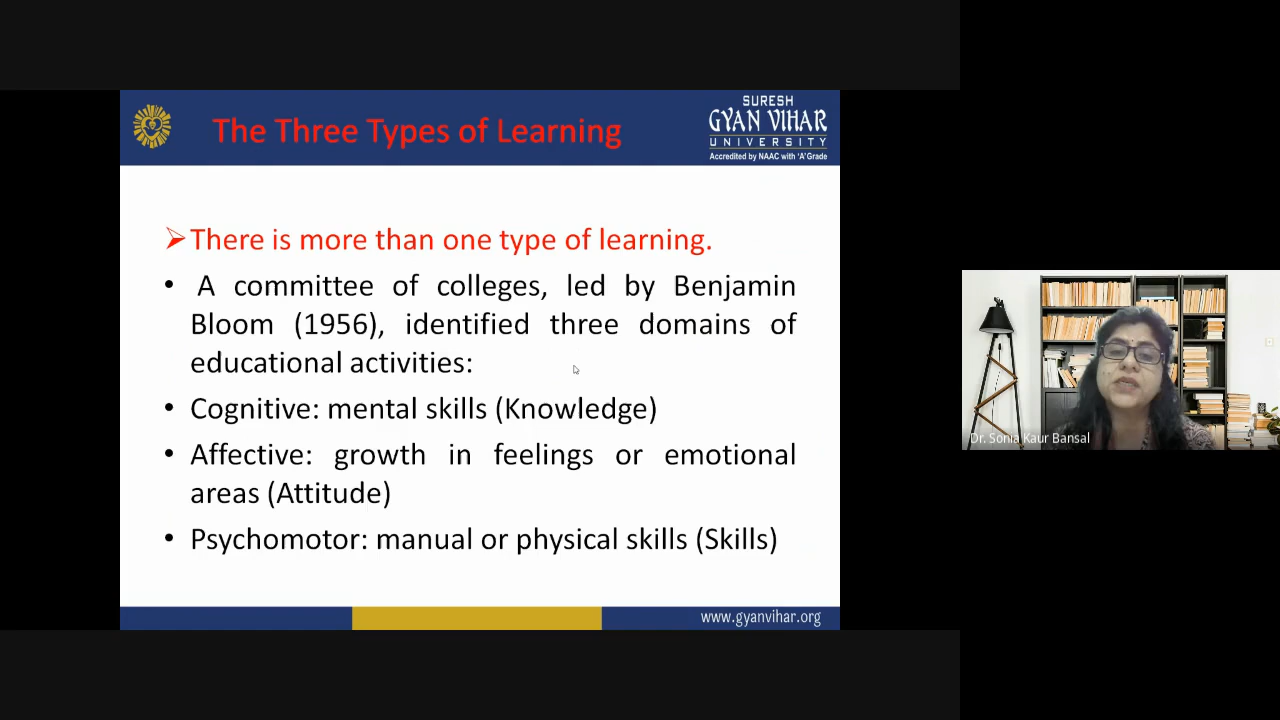 The Three Types of Learning
SURESH
GYAN VIHAR
UNIVERSITY
Accredited by NAAC with 'A' Grade
There is more than one type of learning.
• A committee of colleges, led by Benjamin
Bloom (1956), identified three domains of
educational activities:
• Cognitive: mental skills (Knowledge)
• Affective: growth in feelings or emotional
areas (Attitude)
• Psychomotor: manual or physical skills (Skills)
www.gyanvihar.org
Dr. Sonia Kaur Bansal